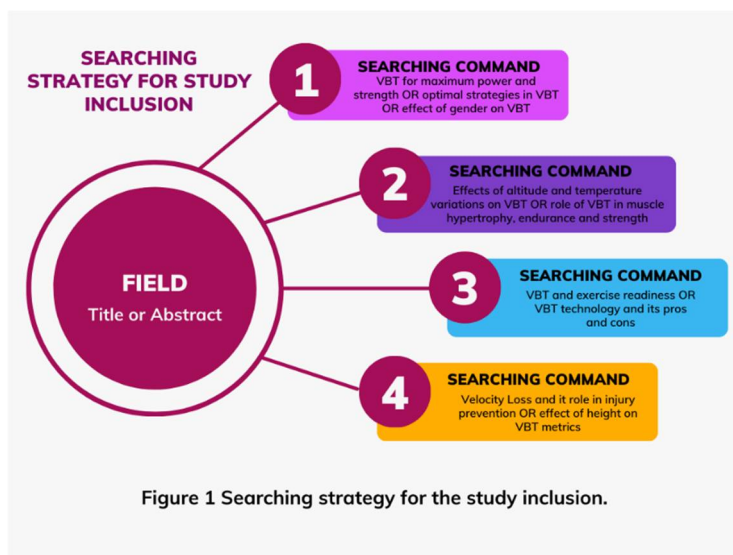 SEARCHING
STRATEGY FOR STUDY
INCLUSION
FIELD
Title or Abstract
1
SEARCHING COMMAND
VBT for maximum power and
strength OR optimal strategies in VBT
OR effect of gender on VBT
2
SEARCHING COMMAND
Effects of altitude and temperature
variations on VBT OR role of VBT in muscle
hypertrophy, endurance and strength
3
SEARCHING COMMAND
VBT and exercise readiness OR
VBT technology and its pros
and cons
4
SEARCHING COMMAND
Velocity Loss and it role in injury
prevention OR effect of height on
VBT metrics
Figure 1 Searching strategy for the study inclusion.